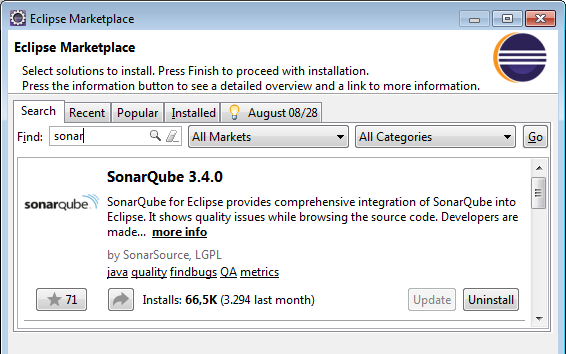 Eclipse Marketplace
Eclipse Marketplace
Select solutions to install. Press Finish to proceed with installation.
Press the information button to see a detailed overview and a link to more information.
Search Recent Popular Installed August 08/28
Find: sonar All Markets All Categories Go
SonarQube 3.4.0
sonarqube
SonarQube for Eclipse provides comprehensive integration of SonarQube into
Eclipse. It shows quality issues while browsing the source code. Developers are
made... more info
by SonarSource, LGPL
java quality findbugs QA metrics
71 Installs: 66,5K (3.294 last month) Update Uninstall